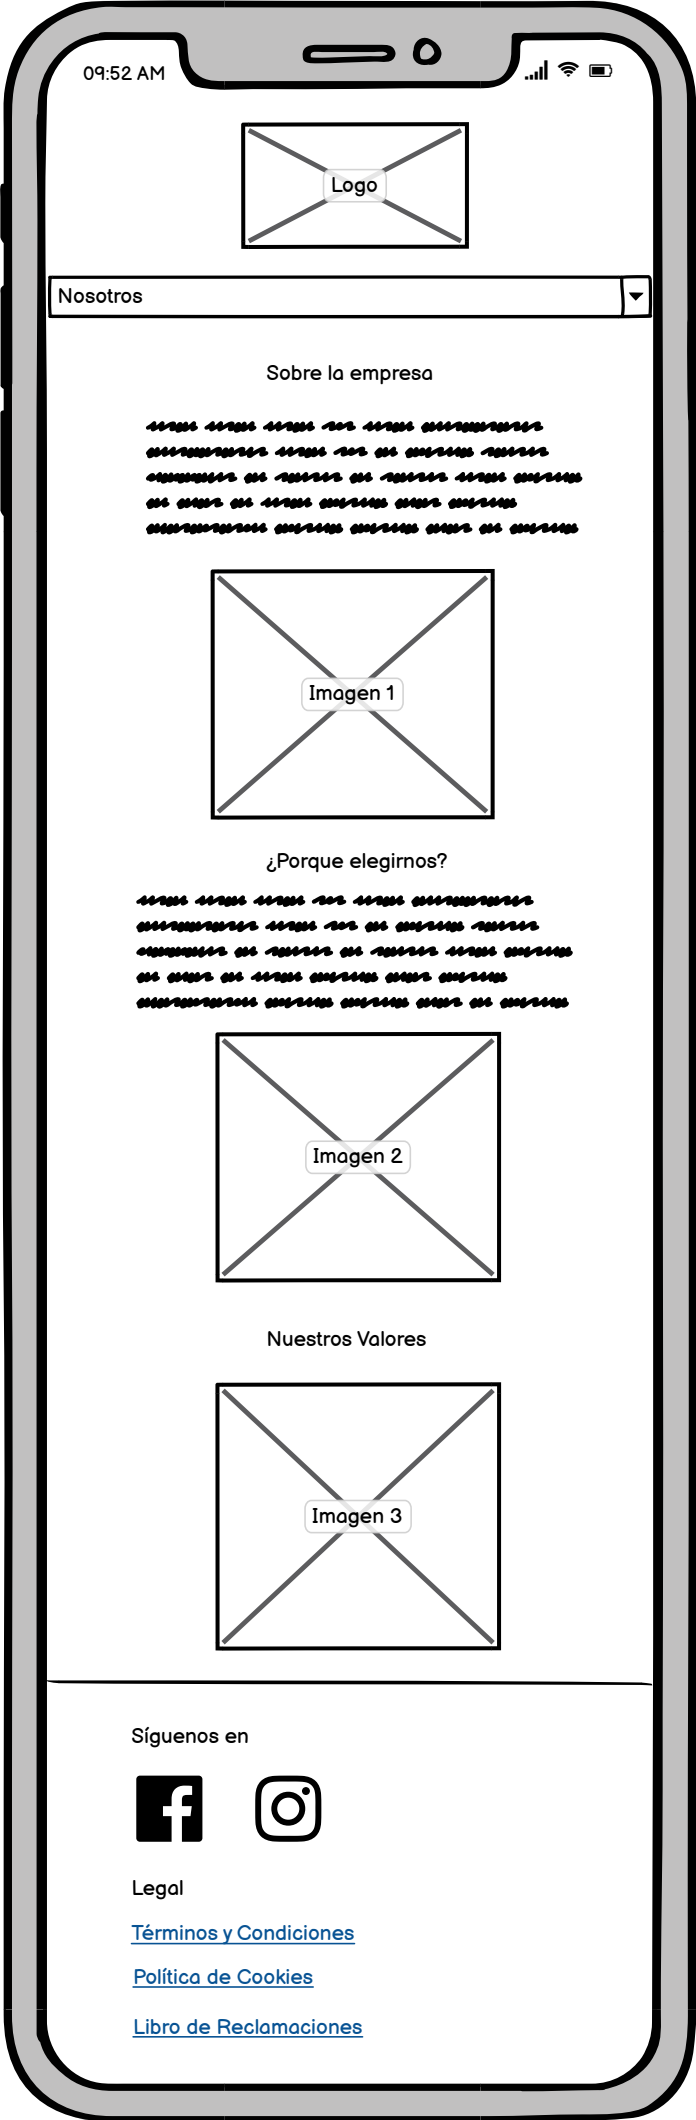 09:52 AM
Logo
Nosotros
Sobre la empresa
Imagen 1
¿Porque elegirnos?
Imagen 2
Nuestros Valores
Imagen 3
Síguenos en
Legal
Términos y Condiciones
Política de Cookies
Libro de Reclamaciones